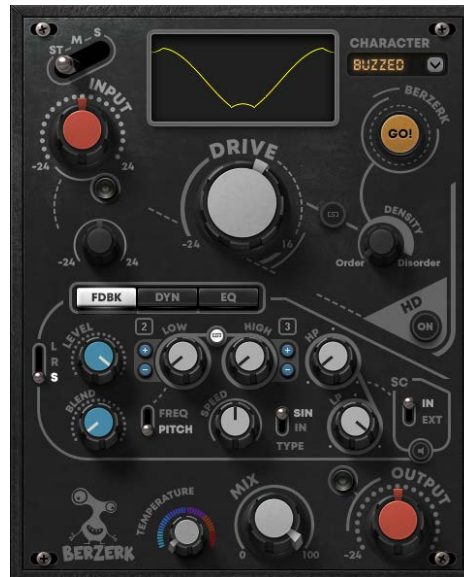 S
M
ST
CHARACTER
BUZZED
INPUT
-24 24
BERZERK
GO!
DRIVE
-24 16
DENSITY
Order Disorder
-24 24
HD
ON
FDBK DYN EQ
L
R
S
LEVEL
2
LOW
HIGH
3
HP
+ +
- -
BLEND
FREQ
PITCH
SPEED
SIN
IN
TYPE
LP
SC
IN
EXT
TEMPERATURE
MIX
0 100
OUTPUT
-24
BERZERK